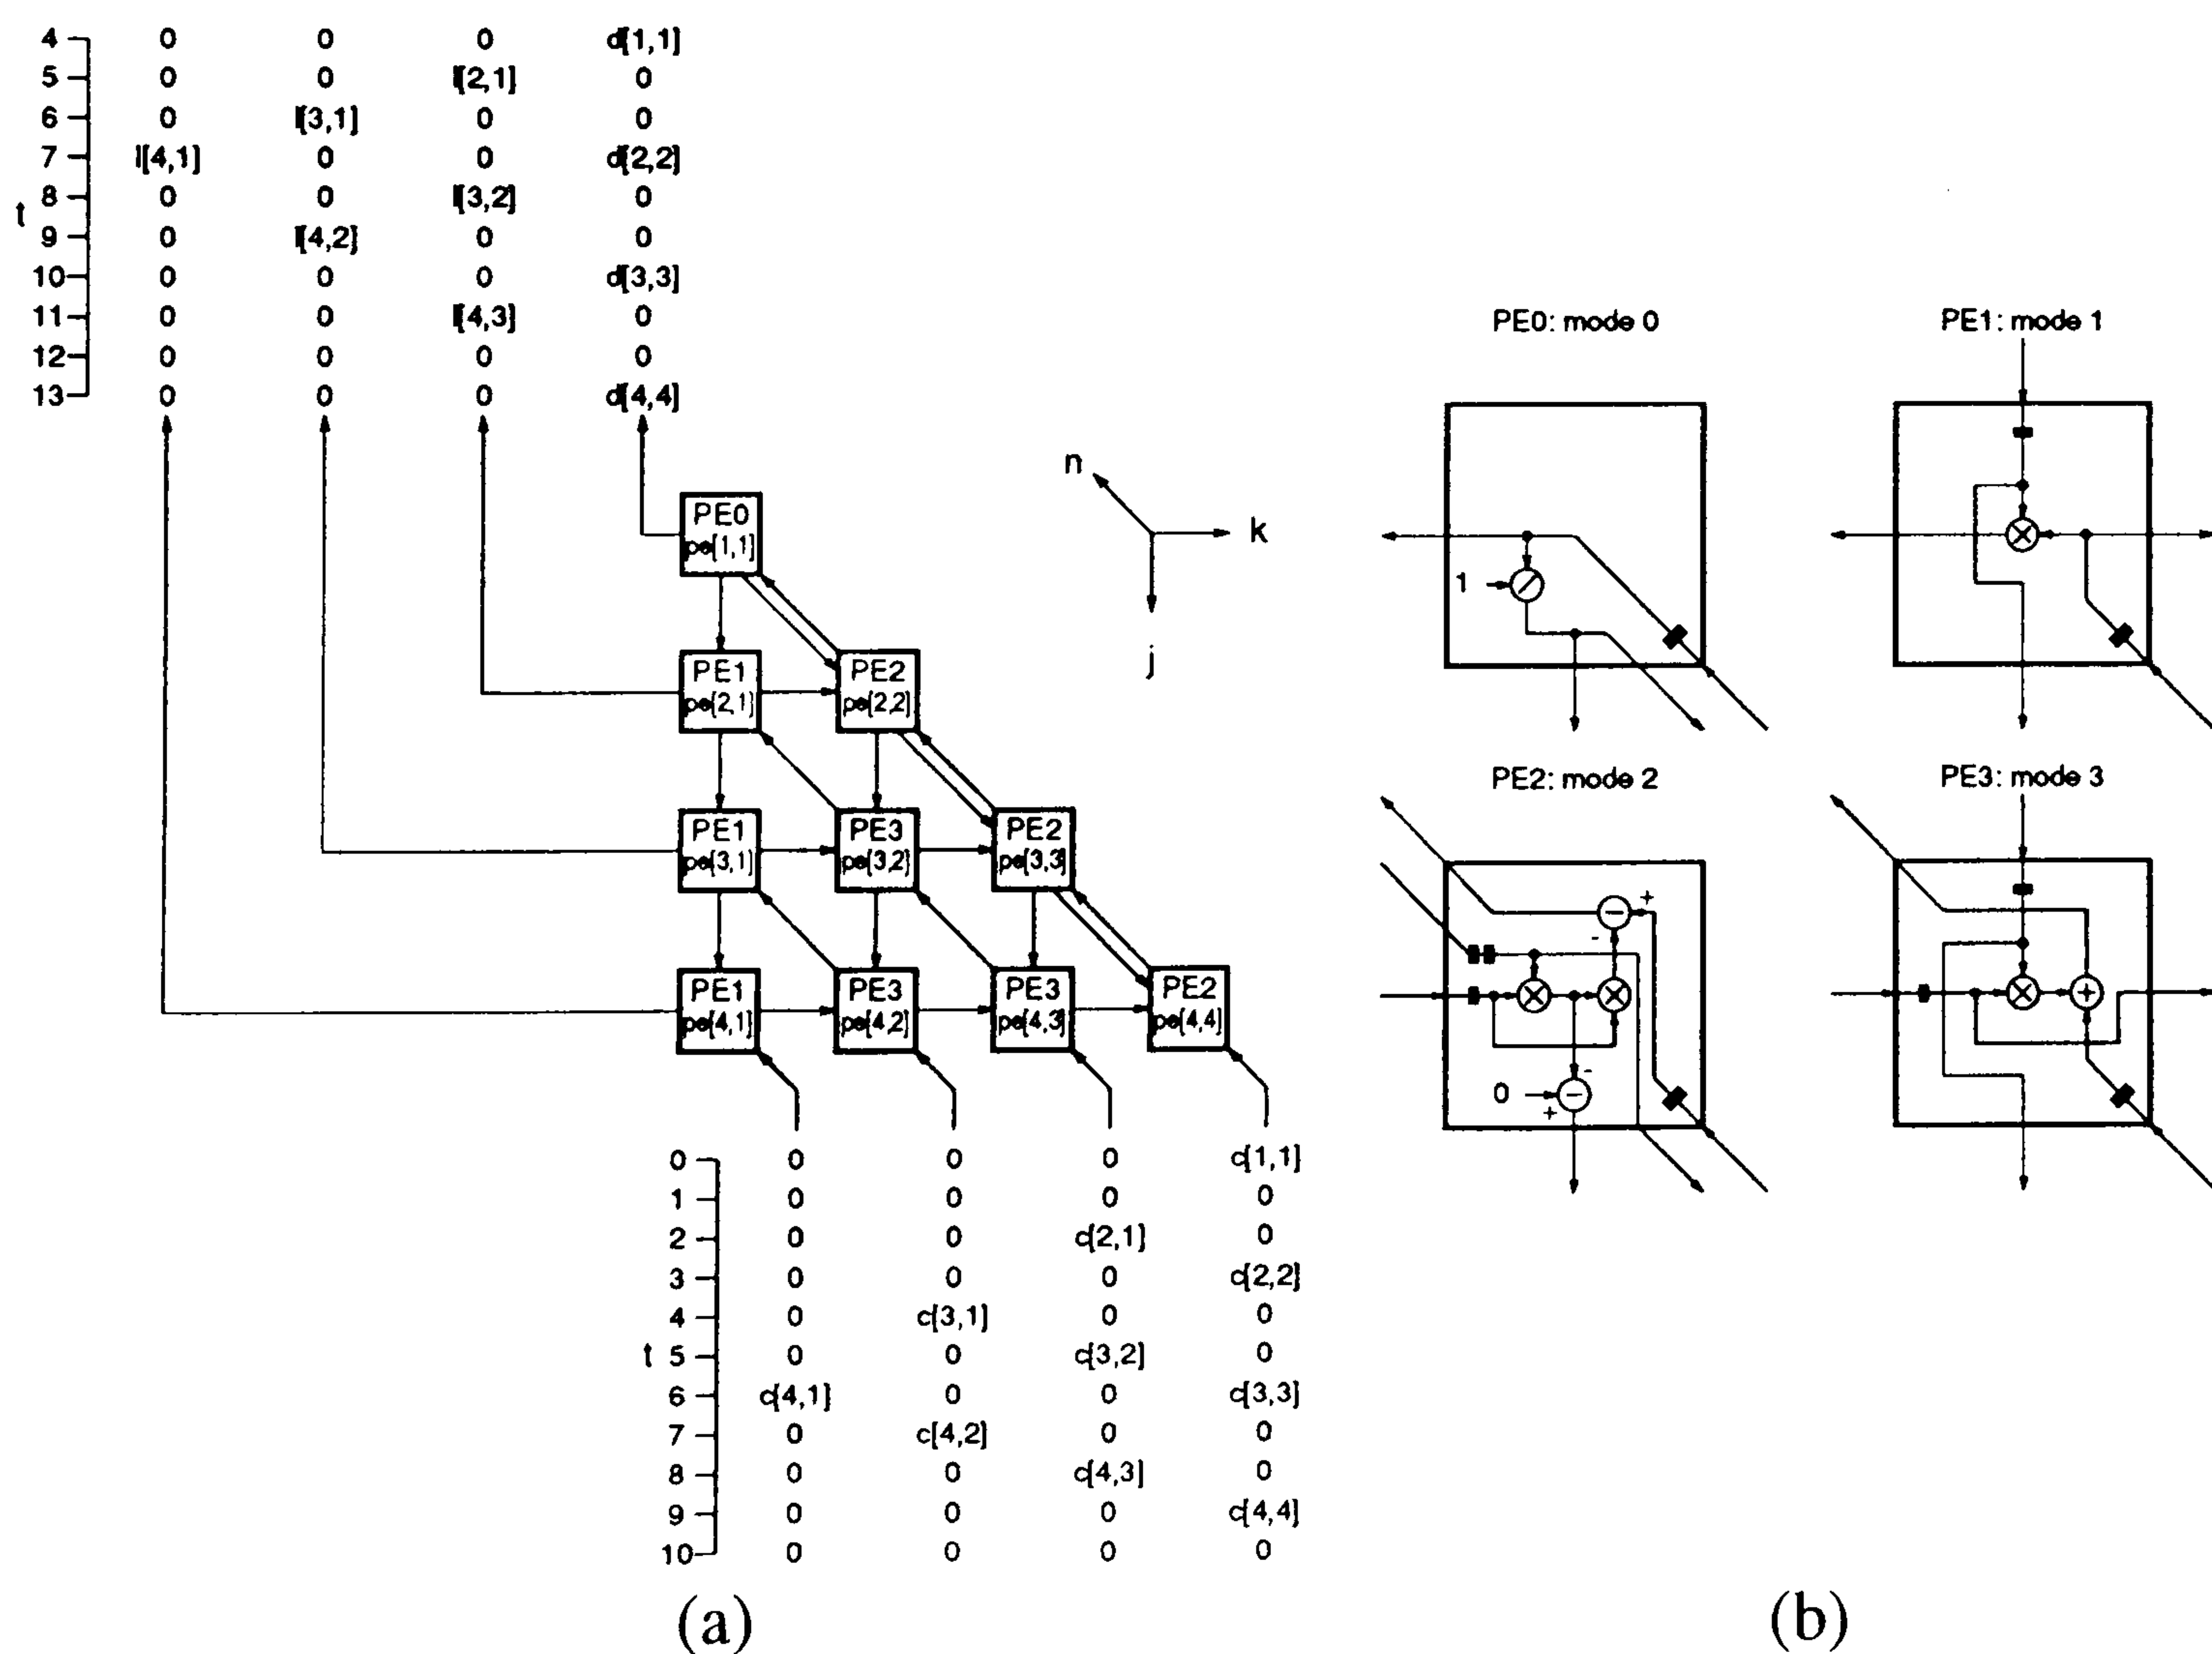 4 0 0 0 d[1,1]
5 0 0 l[2,1] 0
6 0 l[3,1] 0 0
7 l[4,1] 0 0 d[2,2]
8 0 0 l[3,2] 0
t
9 0 l[4,2] 0 0
10 0 0 0 d[3,3]
11 0 0 l[4,3] 0
12 0 0 0 0
13 0 0 0 d[4,4]
n
k
j
PE0
pe[1,1]
PE1 PE2
pe[2,1] pe[2,2]
PE1 PE3 PE2
pe[3,1] pe[3,2] pe[3,3]
PE1 PE3 PE3 PE2
pe[4,1] pe[4,2] pe[4,3] pe[4,4]
0 0 0 0 c[1,1]
1 0 0 0 0
2 0 0 c[2,1] 0
3 0 0 0 c[2,2]
4 0 c[3,1] 0 0
t 5 0 0 c[3,2] 0
6 c[4,1] 0 0 c[3,3]
7 0 c[4,2] 0 0
8 0 0 c[4,3] 0
9 0 0 0 c[4,4]
10 0 0 0 0
(a)
PE0: mode 0
1
PE1: mode 1
PE2: mode 2
+
-
-
0
+
PE3: mode 3
(b)